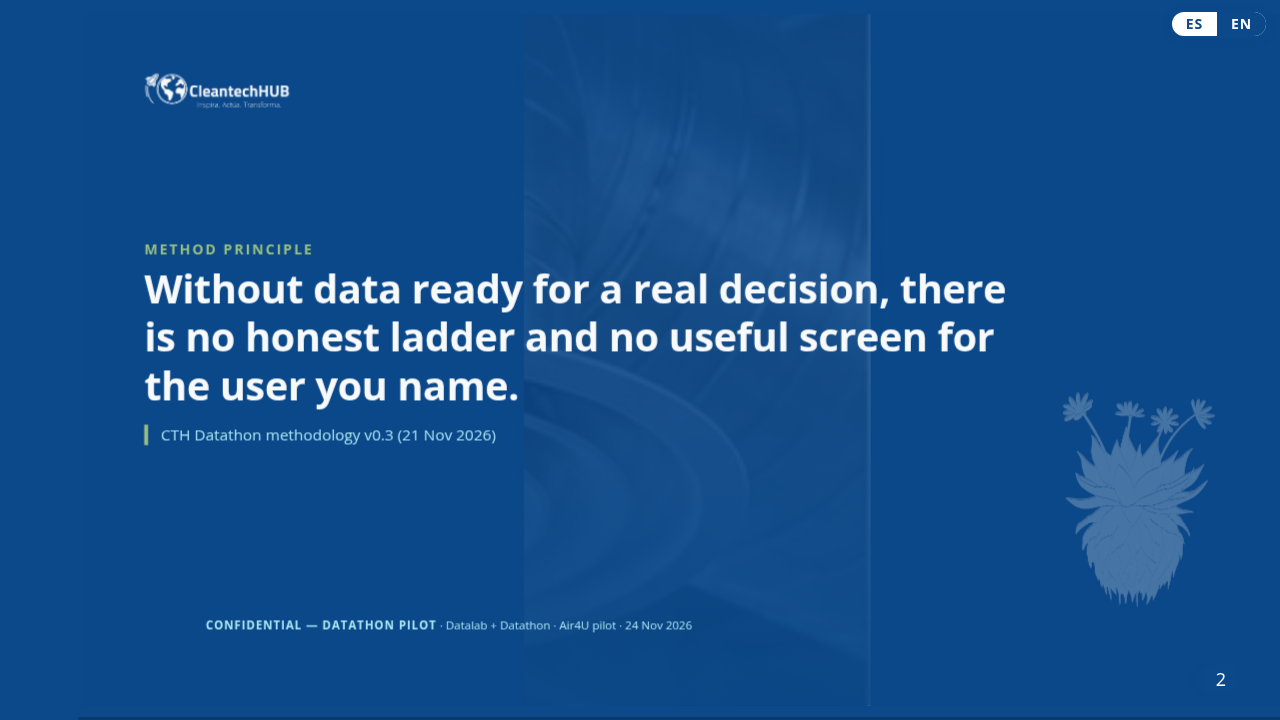 ES EN
CleantechHUB
Inspira. Actúa. Transforma.
METHOD PRINCIPLE
Without data ready for a real decision, there
is no honest ladder and no useful screen for
the user you name.
CTH Datathon methodology v0.3 (21 Nov 2026)
CONFIDENTIAL — DATATHON PILOT · Datalab + Datathon · Air4U pilot · 24 Nov 2026
2